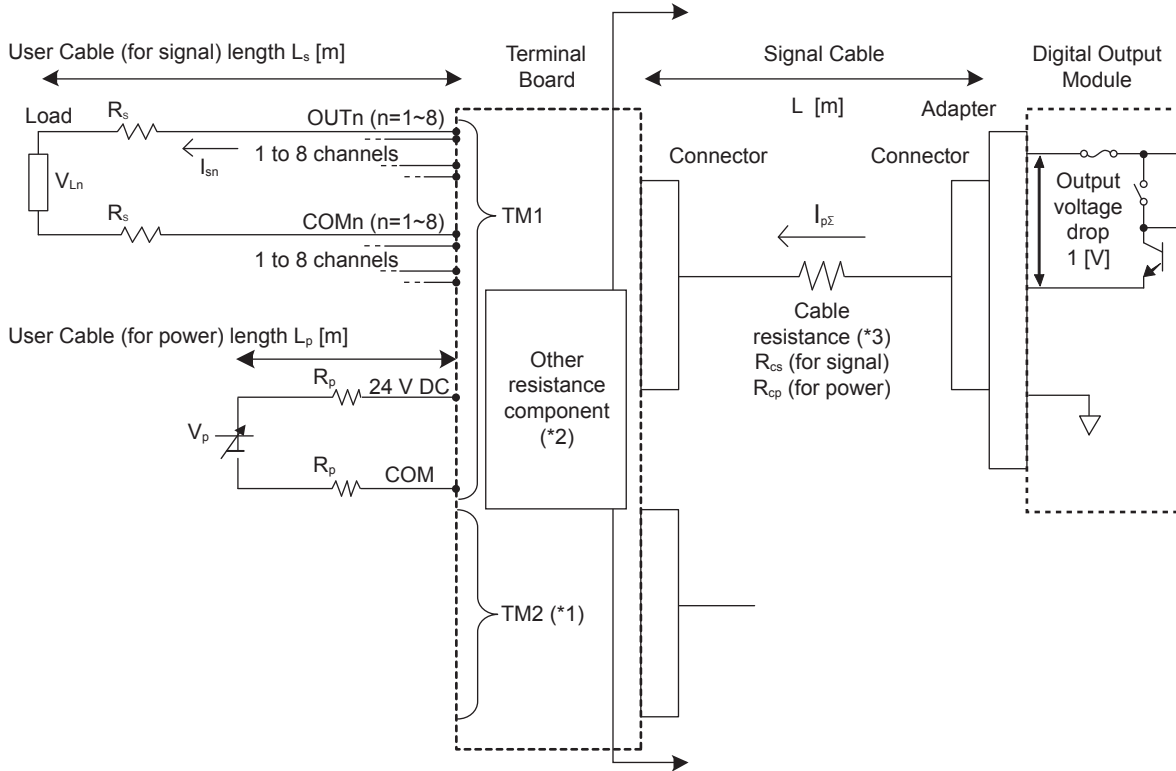 User Cable (for signal) length Ls [m]
Terminal
Board
Signal Cable
L [m]
Digital Output
Module
Adapter
Load
Rs
OUTn (n=1~8)
Isn
1 to 8 channels
VLn
Rs
COMn (n=1~8)
1 to 8 channels
TM1
Connector
Connector
Output
voltage
drop
1 [V]
IpΣ
Cable
resistance (*3)
Rcs (for signal)
Rcp (for power)
User Cable (for power) length Lp [m]
Rp
24 V DC
Vp
Rp
COM
Other
resistance
component
(*2)
TM2 (*1)